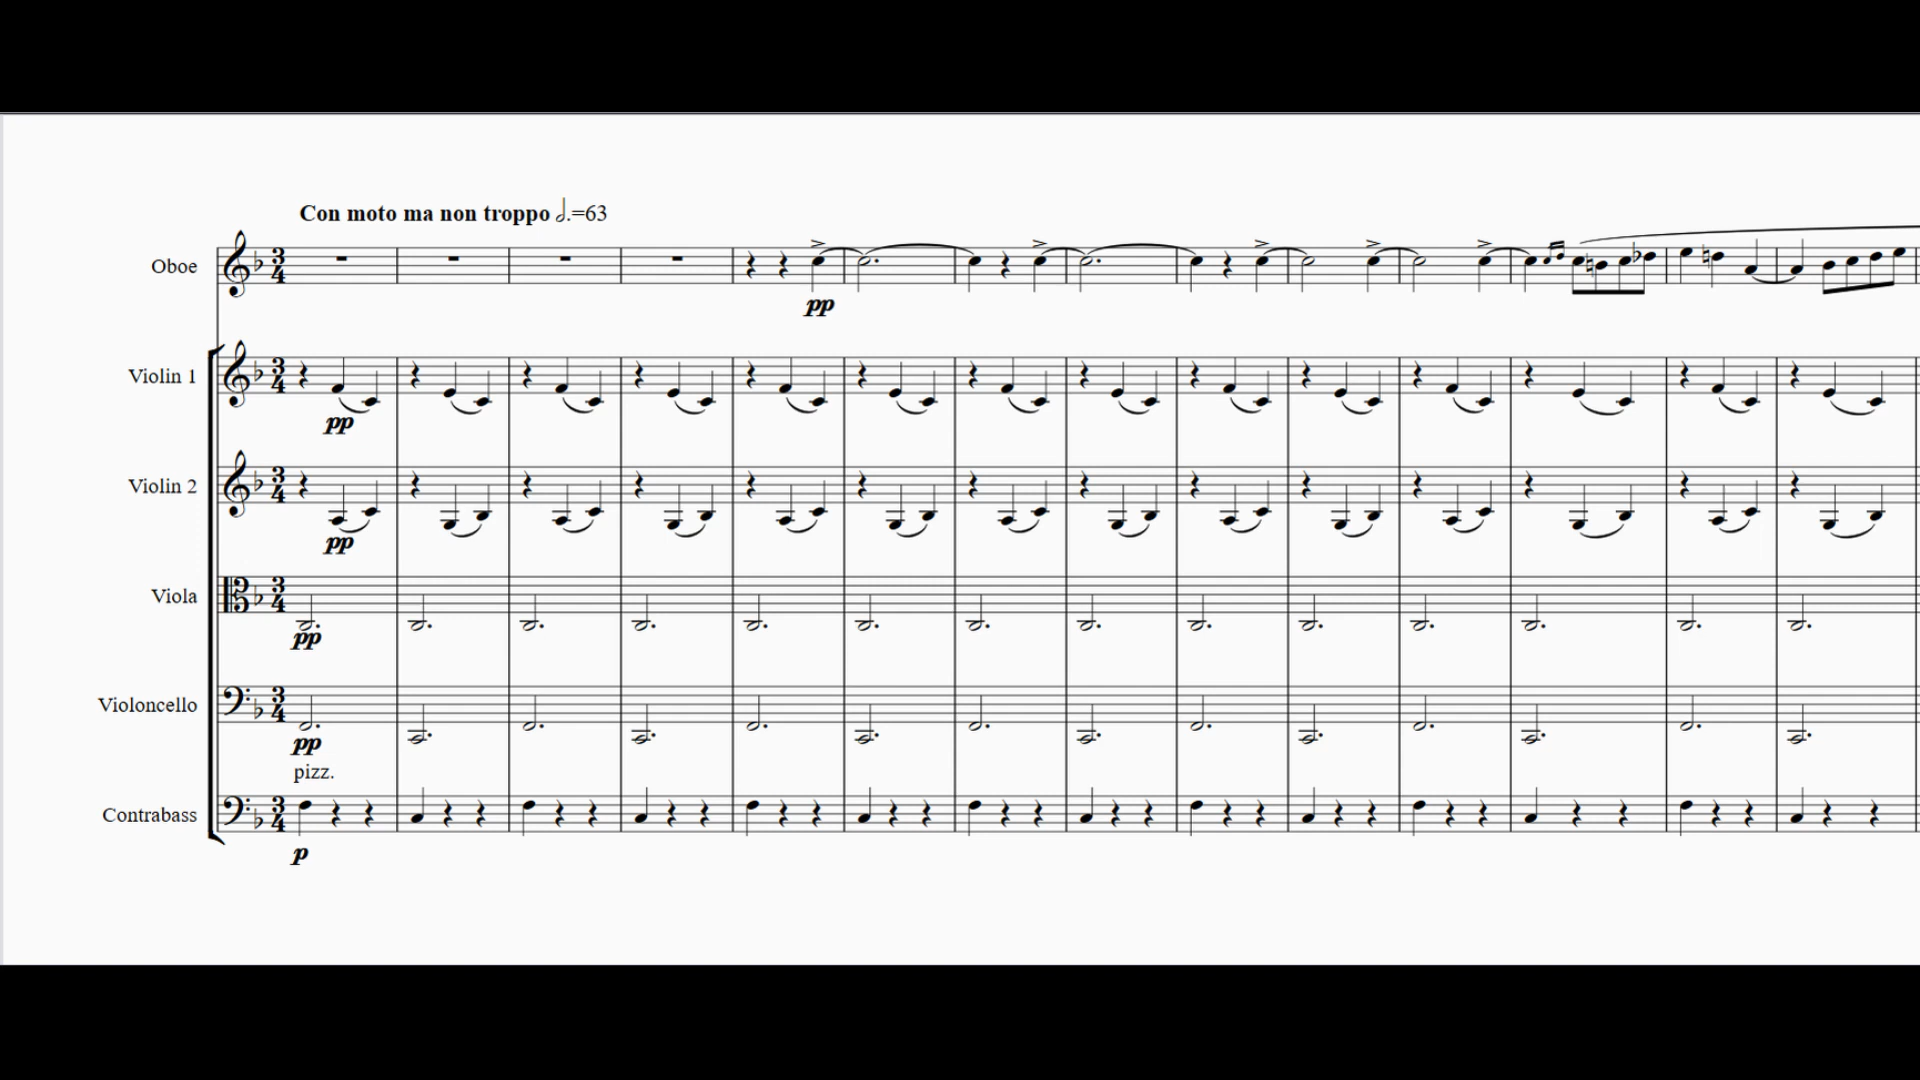 Con moto ma non troppo 𝅗𝅥.=63
Oboe
pp
Violin 1
pp
Violin 2
pp
Viola
pp
Violoncello
pp
pizz.
Contrabass
p